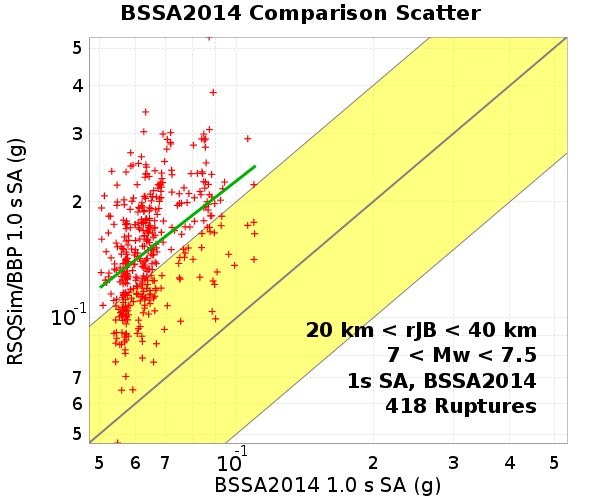 BSSA2014 Comparison Scatter
RSQSim/BBP 1.0 s SA (g)
5
4
3
2
10-1
7
6
5
20 km < rJB < 40 km
7 < Mw < 7.5
1s SA, BSSA2014
418 Ruptures
5 6 7 10-1 2 3 4 5
BSSA2014 1.0 s SA (g)